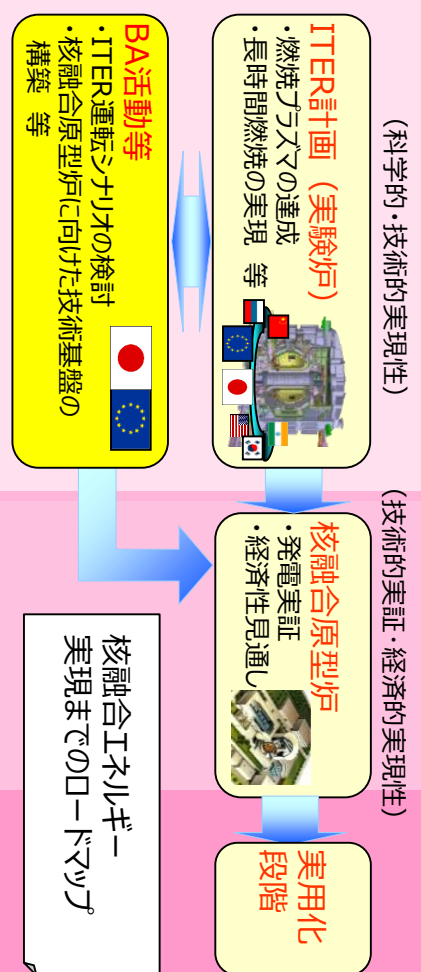 (科学的・技術的実現性)
(技術的実証・経済的実現性)
ITER計画(実験炉)
・燃焼プラズマの達成
・長時間燃焼の実現 等
核融合原型炉
・発電実証
・経済性見通し
実用化
段階
BA活動等
・ITER運転シナリオの検討
・核融合原型炉に向けた技術基盤の
構築 等
核融合エネルギー
実現までのロードマップ